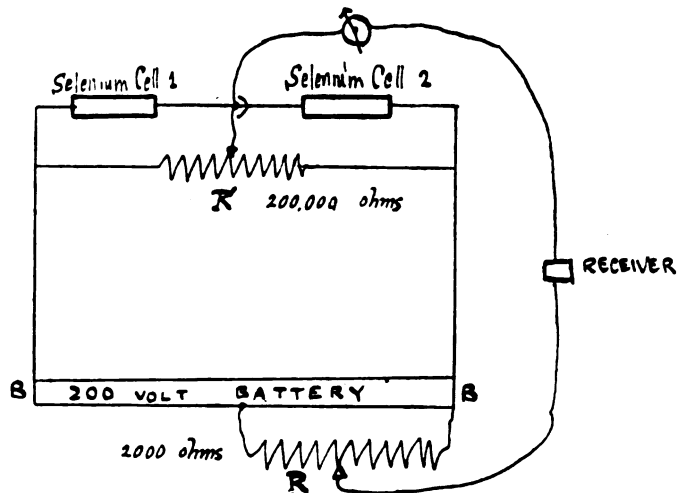 Selenium Cell 1
Selenium Cell 2
R 200,000 ohms
RECEIVER
B 200 VOLT BATTERY B
2000 ohms
R